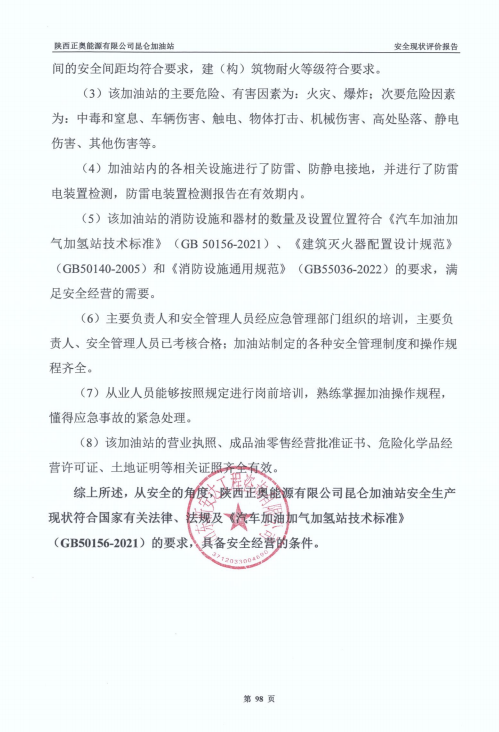 陕西正奥能源有限公司昆仑加油站 安全现状评价报告
间的安全间距均符合要求，建（构）筑物耐火等级符合要求。
（3）该加油站的主要危险、有害因素为：火灾、爆炸；次要危险因素
为：中毒和窒息、车辆伤害、触电、物体打击、机械伤害、高处坠落、静电
伤害、其他伤害等。
（4）加油站内的各相关设施进行了防雷、防静电接地，并进行了防雷
电装置检测，防雷电装置检测报告在有效期内。
（5）该加油站的消防设施和器材的数量及设置位置符合《汽车加油加
气加氢站技术标准》（GB 50156-2021）、《建筑灭火器配置设计规范》
（GB50140-2005）和《消防设施通用规范》（GB55036-2022）的要求，满
足安全经营的需要。
（6）主要负责人和安全管理人员经应急管理部门组织的培训，主要负
责人、安全管理人员已考核合格；加油站制定的各种安全管理制度和操作规
程齐全。
（7）从业人员能够按照规定进行岗前培训，熟练掌握加油操作规程，
懂得应急事故的紧急处理。
（8）该加油站的营业执照、成品油零售经营批准证书、危险化学品经
营许可证、土地证明等相关证照齐全有效。
综上所述，从安全的角度，陕西正奥能源有限公司昆仑加油站安全生产
现状符合国家有关法律、法规及《汽车加油加气加氢站技术标准》
（GB50156-2021）的要求，具备安全经营的条件。
第 98 页